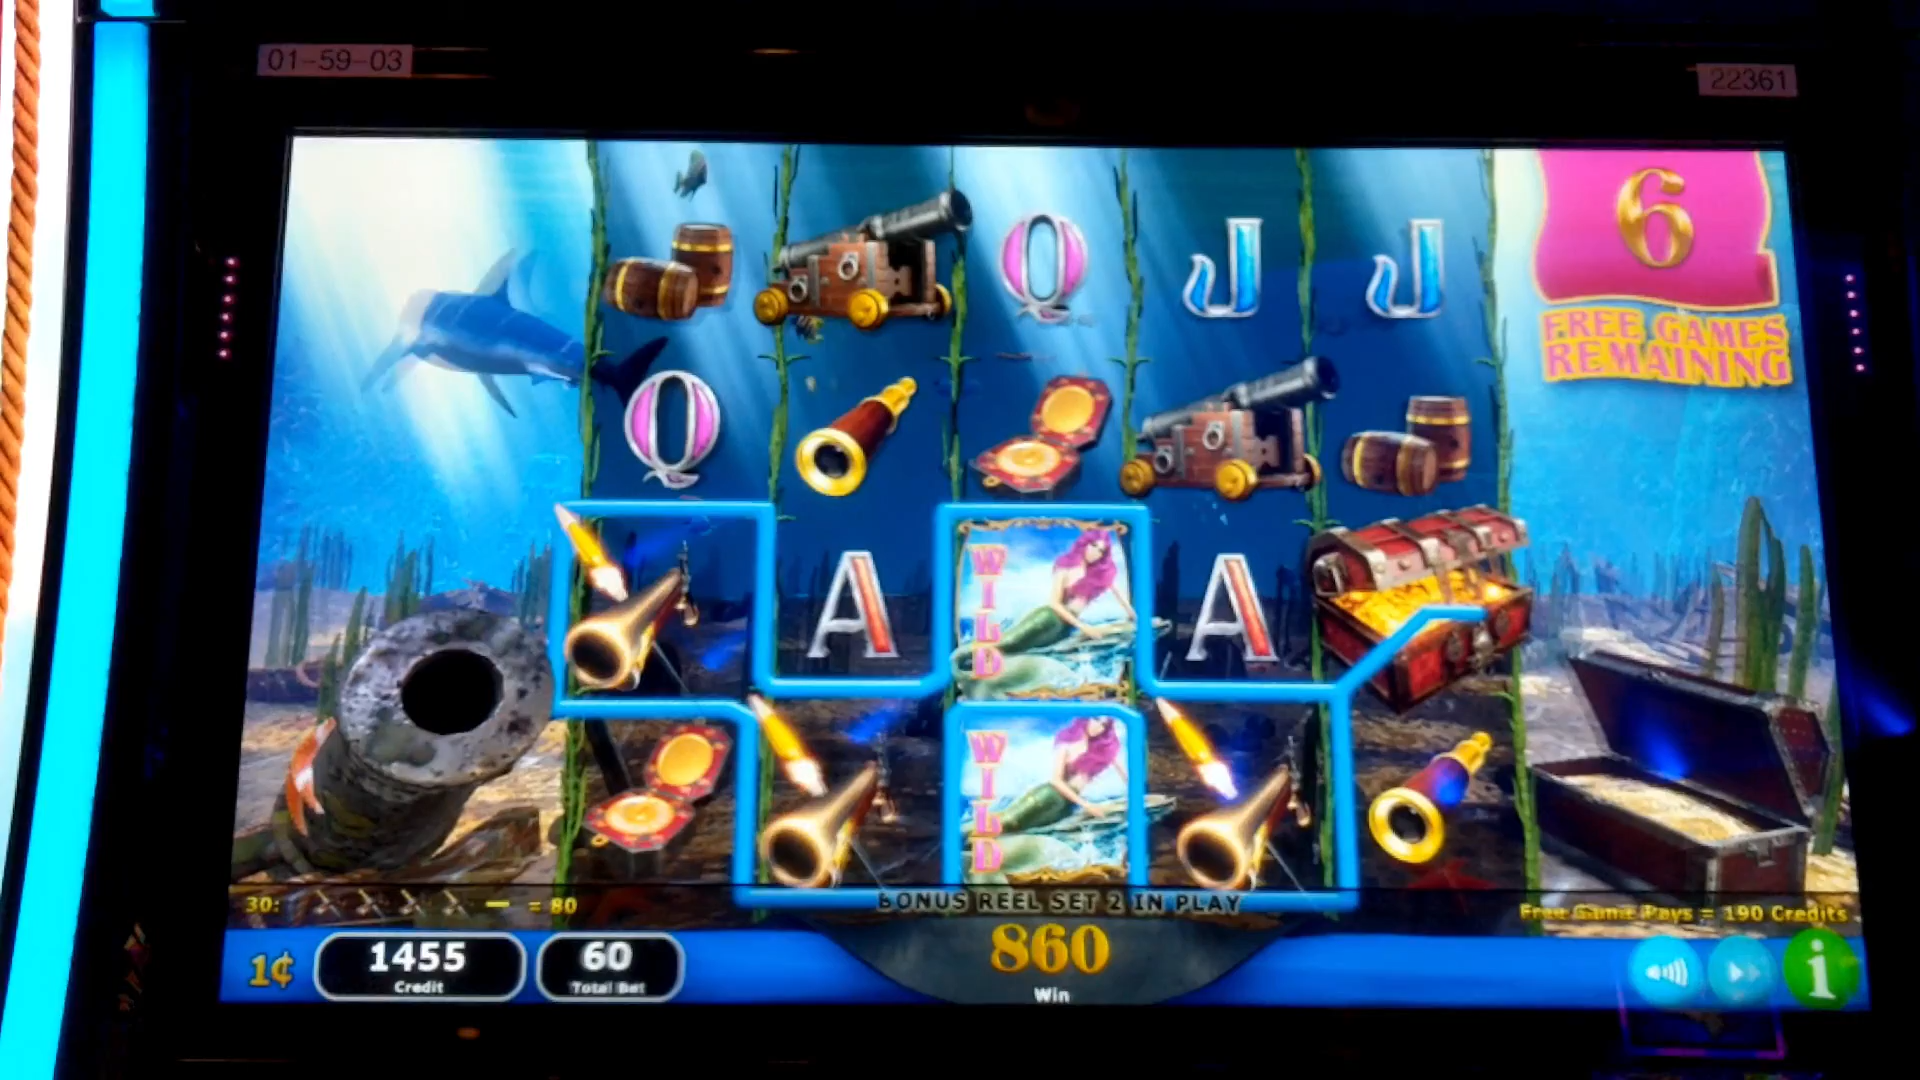 01-59-03
22361
6
FREE GAMES
REMAINING
Q J J
Q
WILD
A A
WILD
30: = 80
BONUS REEL SET 2 IN PLAY
Free Game Pays = 190 Credits
1¢
1455
Credit
60
Total Bet
860
Win
i